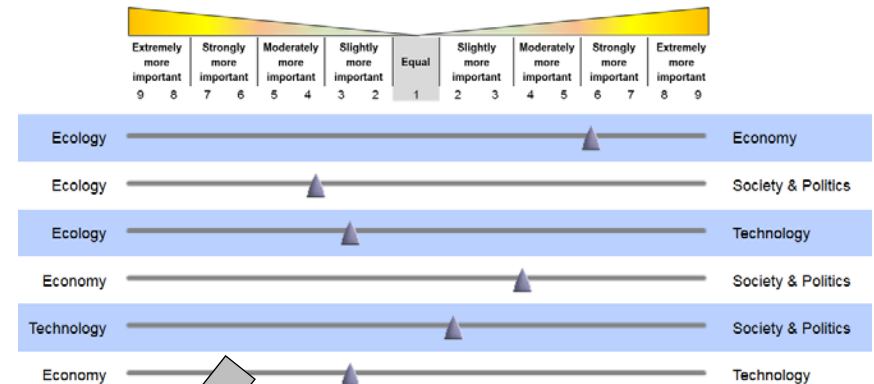 Extremely Strongly Moderately Slightly Slightly Moderately Strongly Extremely
more more more more Equal more more more more
important important important important important important important important
9 8 7 6 5 4 3 2 1 2 3 4 5 6 7 8 9
Ecology Economy
Ecology Society & Politics
Ecology Technology
Economy Society & Politics
Technology Society & Politics
Economy Technology